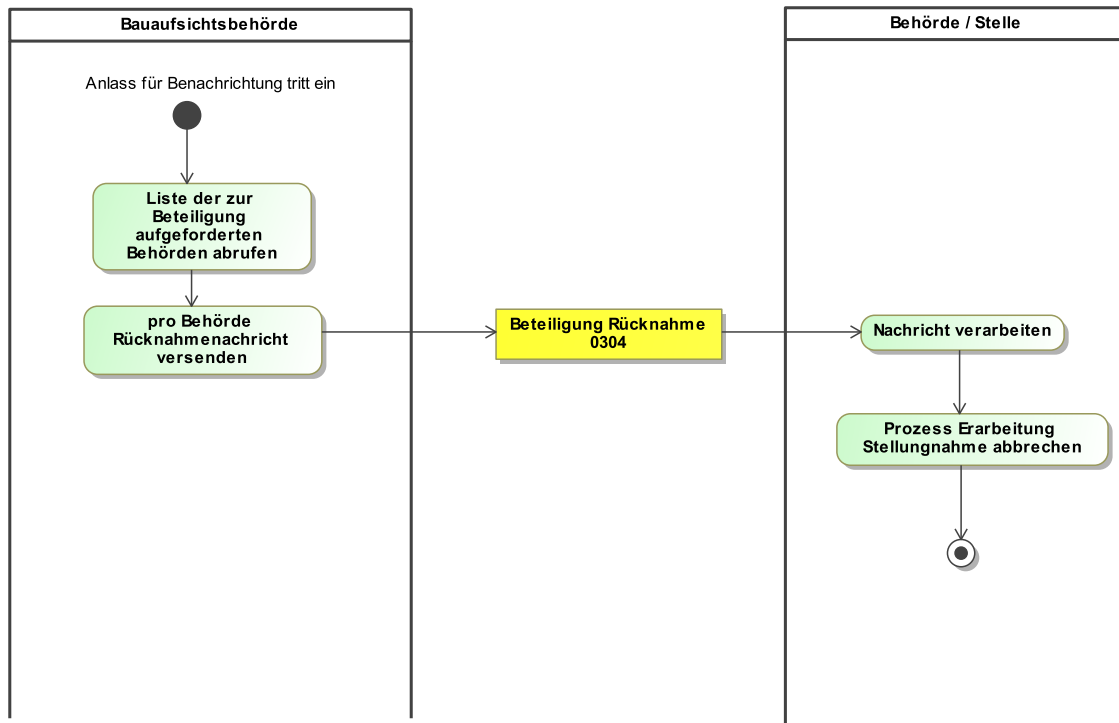 Bauaufsichtsbehörde
Behörde / Stelle
Anlass für Benachrichtung tritt ein
Liste der zur
Beteiligung
aufgeforderten
Behörden abrufen
pro Behörde
Rücknahmenachricht
versenden
Beteiligung Rücknahme
0304
Nachricht verarbeiten
Prozess Erarbeitung
Stellungnahme abbrechen